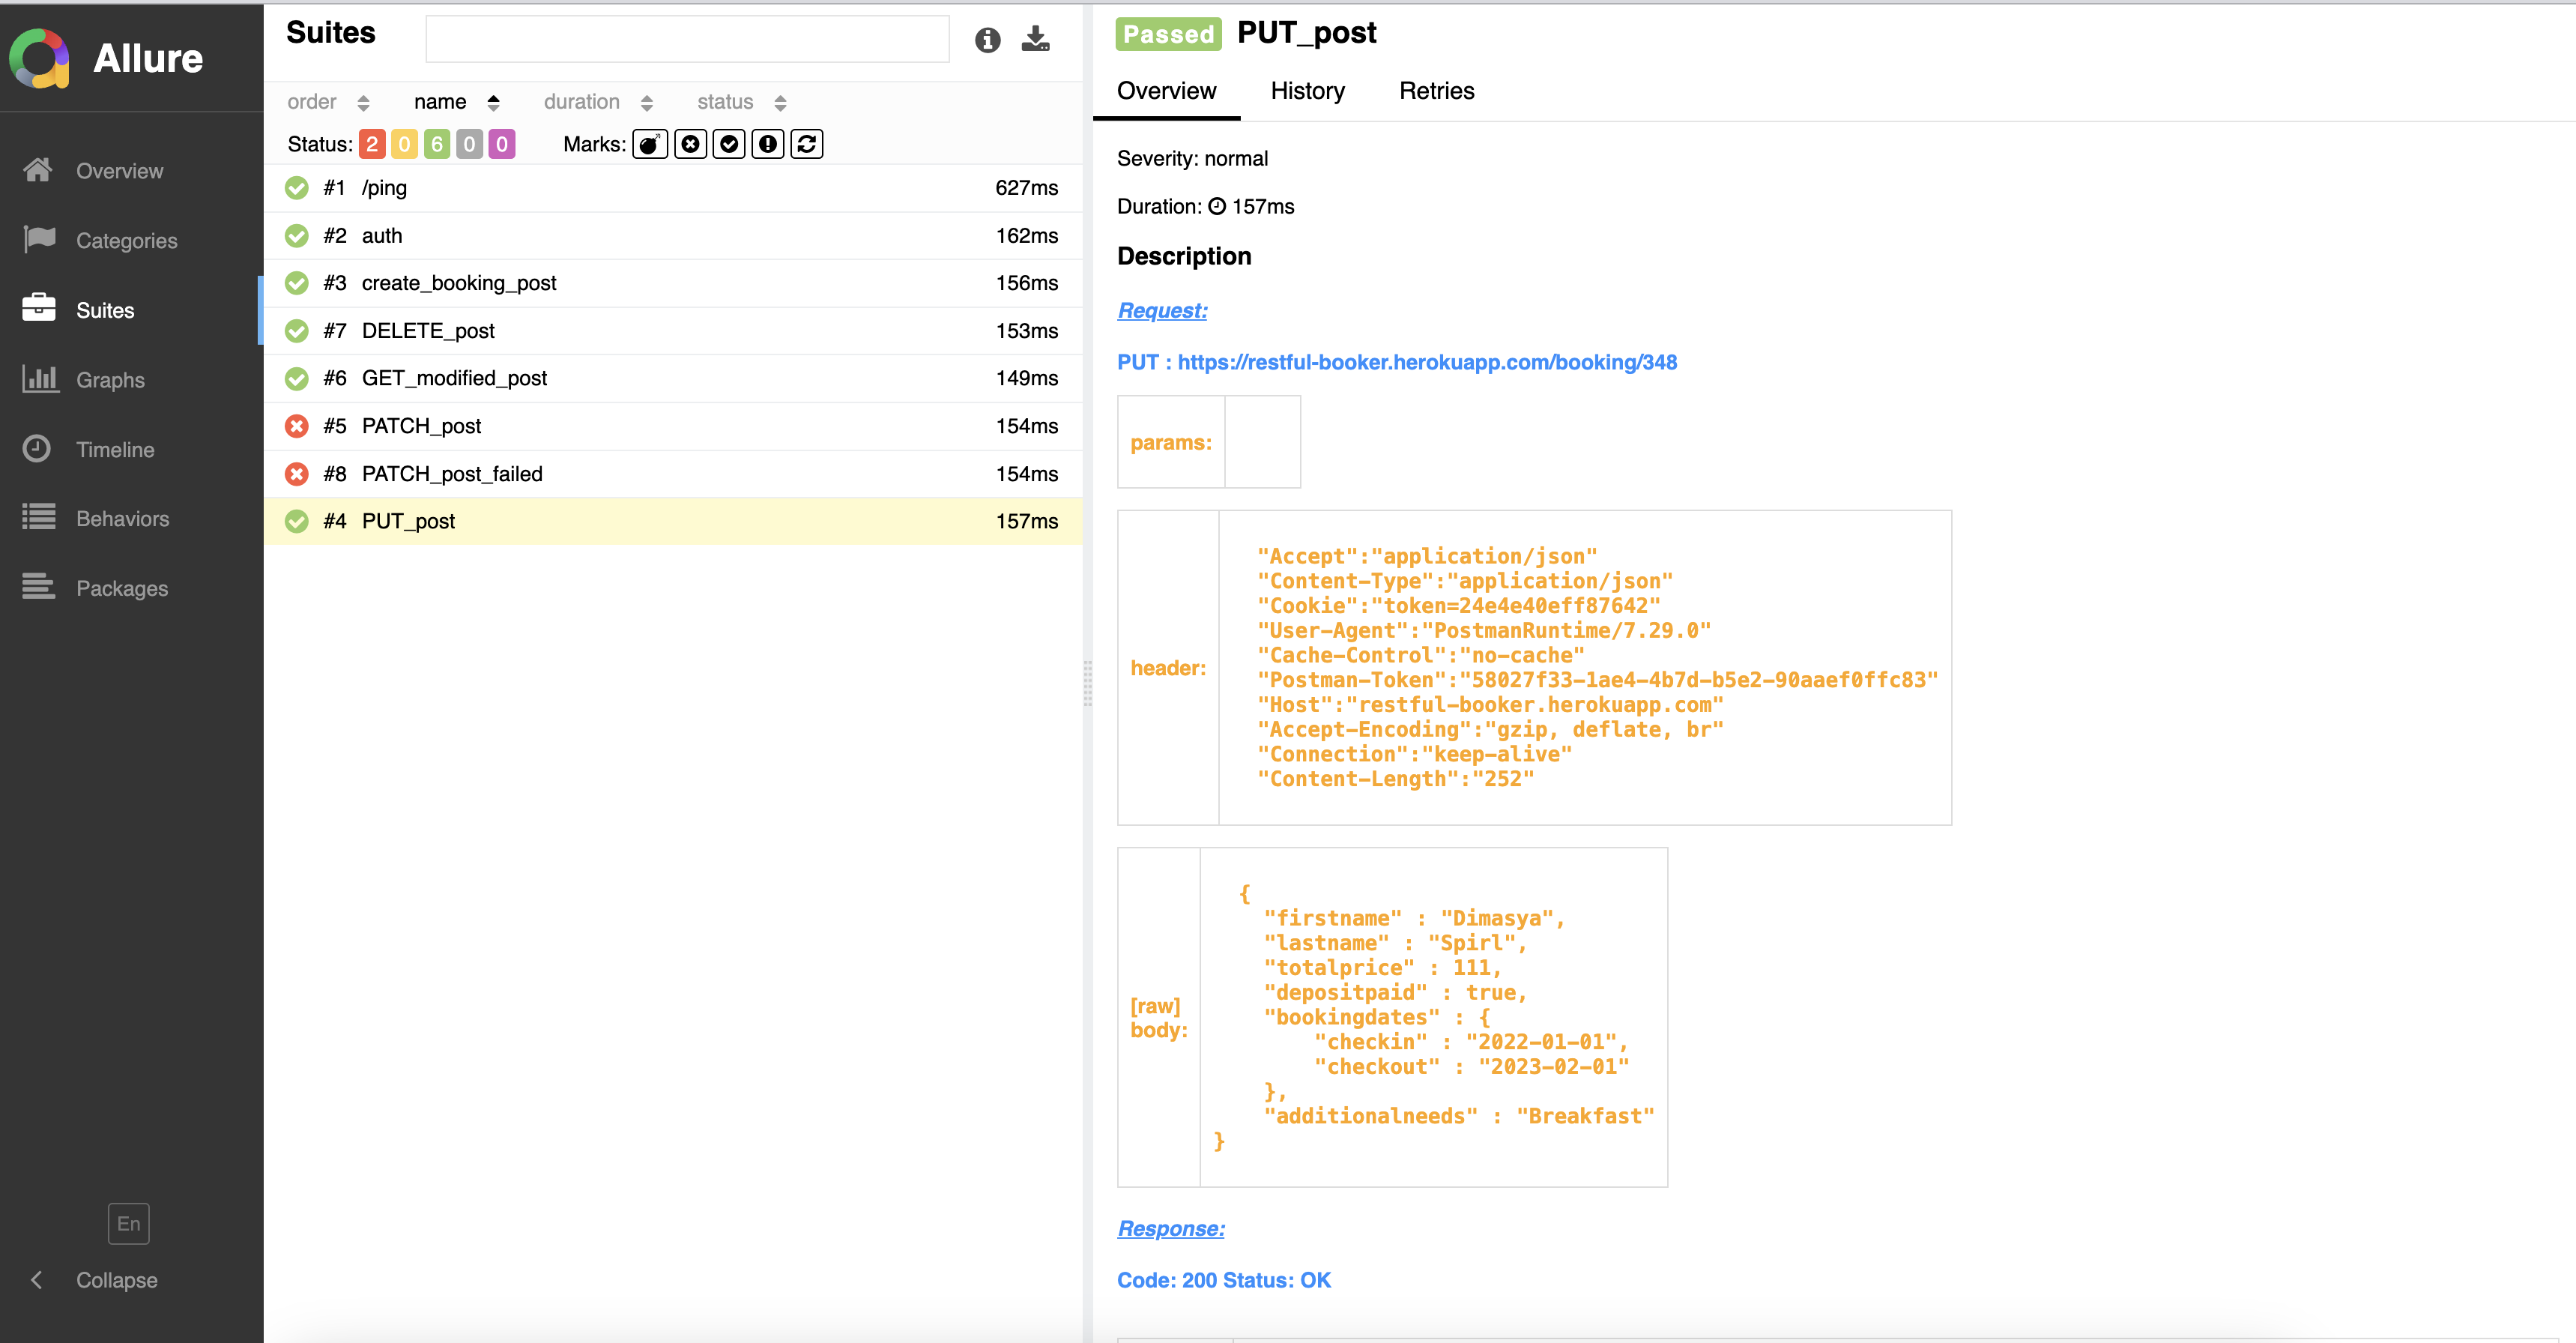 Allure
Overview
Categories
Suites
Graphs
Timeline
Behaviors
Packages
En
Collapse
Suites
order name duration status
Status: 2 0 6 0 0 Marks:
#1 /ping 627ms
#2 auth 162ms
#3 create_booking_post 156ms
#7 DELETE_post 153ms
#6 GET_modified_post 149ms
#5 PATCH_post 154ms
#8 PATCH_post_failed 154ms
#4 PUT_post 157ms
Passed PUT_post
Overview History Retries
Severity: normal
Duration: 157ms
Description
Request:
PUT : https://restful-booker.herokuapp.com/booking/348
params:
header:
"Accept":"application/json"
"Content-Type":"application/json"
"Cookie":"token=24e4e40eff87642"
"User-Agent":"PostmanRuntime/7.29.0"
"Cache-Control":"no-cache"
"Postman-Token":"58027f33-1ae4-4b7d-b5e2-90aaef0ffc83"
"Host":"restful-booker.herokuapp.com"
"Accept-Encoding":"gzip, deflate, br"
"Connection":"keep-alive"
"Content-Length":"252"
[raw]
body:
{
"firstname" : "Dimasya",
"lastname" : "Spirl",
"totalprice" : 111,
"depositpaid" : true,
"bookingdates" : {
"checkin" : "2022-01-01",
"checkout" : "2023-02-01"
},
"additionalneeds" : "Breakfast"
}
Response:
Code: 200 Status: OK